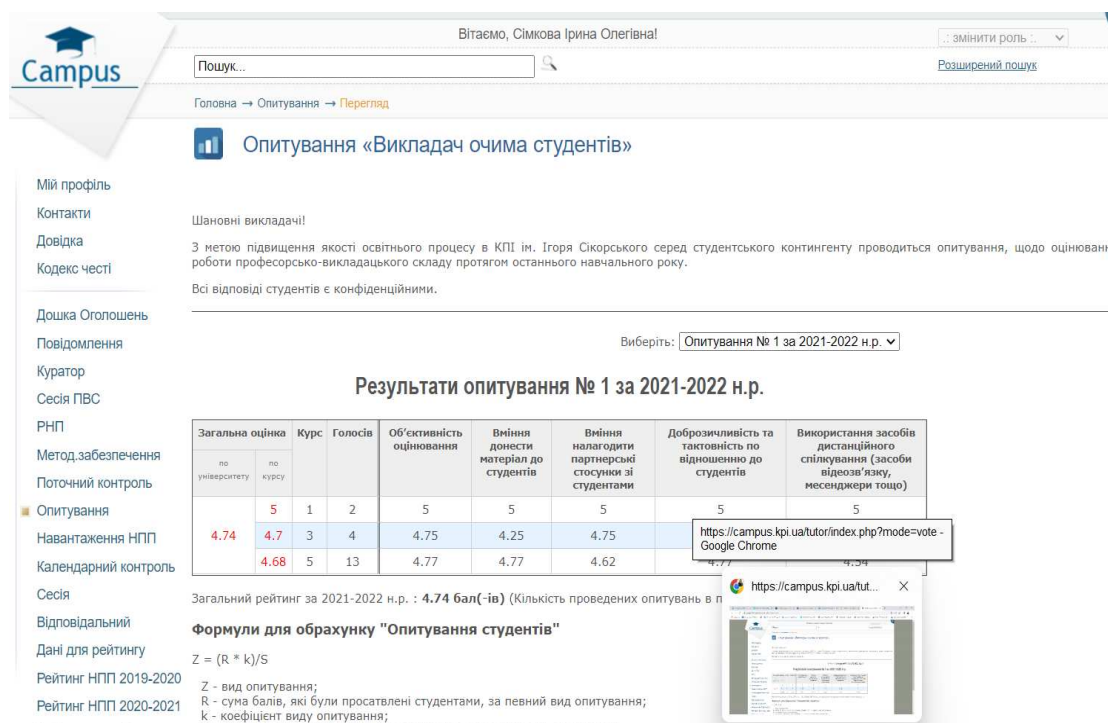 Вітаємо, Сімкова Ірина Олегівна!
.: змінити роль :.
Campus
Пошук...
Розширений пошук
Головна → Опитування → Перегляд
Опитування «Викладач очима студентів»
Мій профіль
Контакти
Довідка
Кодекс честі
Дошка Оголошень
Повідомлення
Куратор
Сесія ПВС
РНП
Метод.забезпечення
Поточний контроль
Опитування
Навантаження НПП
Календарний контроль
Сесія
Відповідальний
Дані для рейтингу
Рейтинг НПП 2019-2020
Рейтинг НПП 2020-2021
Шановні викладачі!
З метою підвищення якості освітнього процесу в КПІ ім. Ігоря Сікорського серед студентського контингенту проводиться опитування, щодо оцінюванн
роботи професорсько-викладацького складу протягом останнього навчального року.
Всі відповіді студентів є конфіденційними.
Виберіть: Опитування № 1 за 2021-2022 н.р.
Результати опитування № 1 за 2021-2022 н.р.
Загальна оцінка Курс Голосів Об’єктивність оцінювання Вміння донести матеріал до студентів Вміння налагодити партнерські стосунки зі студентами Доброзичливість та тактовність по відношенню до студентів Використання засобів дистанційного спілкування (засоби відеозв’язку, месенджери тощо)
по університету по курсу
5 1 2 5 5 5 5 5
4.74 4.7 3 4 4.75 4.25 4.75
4.68 5 13 4.77 4.77 4.62 4.77 4.54
https://campus.kpi.ua/tutor/index.php?mode=vote -
Google Chrome
https://campus.kpi.ua/tut...
Загальний рейтинг за 2021-2022 н.р. : 4.74 бал(-ів) (Кількість проведених опитувань в п
Формули для обрахунку "Опитування студентів"
Z = (R * k)/S
Z - вид опитування;
R - сума балів, які були просатвлені студентами, за певний вид опитування;
k - коефіцієнт виду опитування;